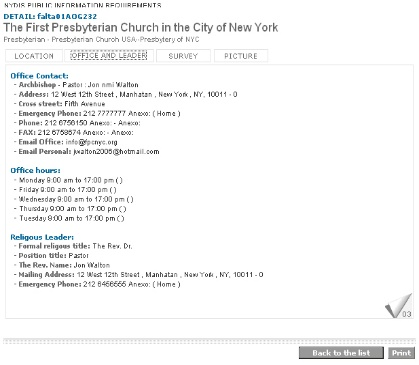 NYDIS PUBLIC INFORMATION REQUIREMENTS
DETAIL: falta01AOG232
The First Presbyterian Church in the City of New York
Presbyterian - Presbyterian Church USA-Presbytery of NYC
LOCATION OFFICE AND LEADER SURVEY PICTURE
Office Contact:
- Archbishop - Pastor : Jon nmi Walton
- Address: 12 West 12th Street , Manhatan , New York , NY, 10011 - 0
- Cross street: Fifth Avenue
- Emergency Phone: 212 7777777 Anexo: ( Home )
- Phone: 212 6756150 Anexo: - Anexo:
- FAX: 212 6758574 Anexo: - Anexo:
- Email Office: info@fpcnyc.org
- Email Personal: jwalton2006@hotmail.com
Office hours:
- Monday 9:00 am to 17:00 pm ( )
- Friday 9:00 am to 17:00 pm ( )
- Wednesday 9:00 am to 17:00 pm ( )
- Thursday 9:00 am to 17:00 pm ( )
- Tuesday 9:00 am to 17:00 pm ( )
Religous Leader:
- Formal religous title: The Rev. Dr.
- Position title: Pastor
- The Rev. Name: Jon Walton
- Mailing Address: 12 West 12th Street , Manhatan , New York , NY, 10011 - 0
- Emergency Phone: 212 6466555 Anexo: ( Home )
03
Back to the list Print